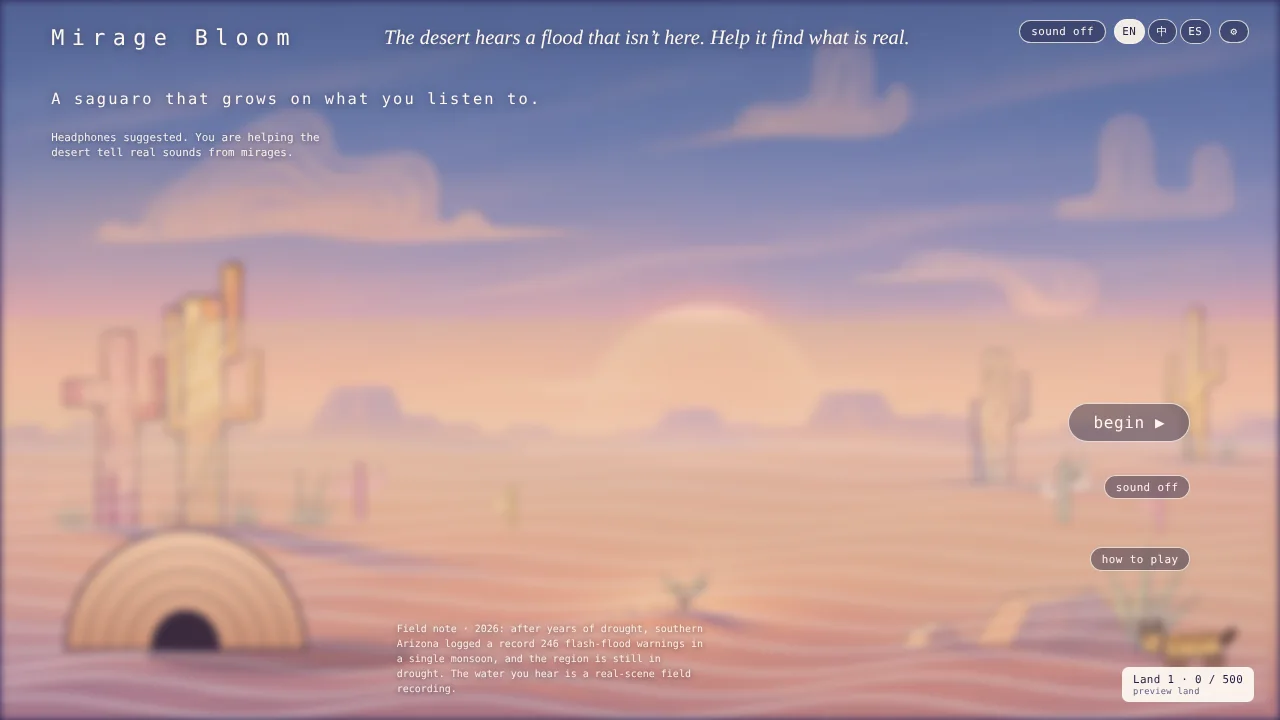 Mirage Bloom
The desert hears a flood that isn’t here. Help it find what is real.
sound off
EN
中
ES
⚙
A saguaro that grows on what you listen to.
Headphones suggested. You are helping the
desert tell real sounds from mirages.
begin ▶
sound off
how to play
Field note · 2026: after years of drought, southern
Arizona logged a record 246 flash-flood warnings in
a single monsoon, and the region is still in
drought. The water you hear is a real-scene field
recording.
Land 1 · 0 / 500
preview land